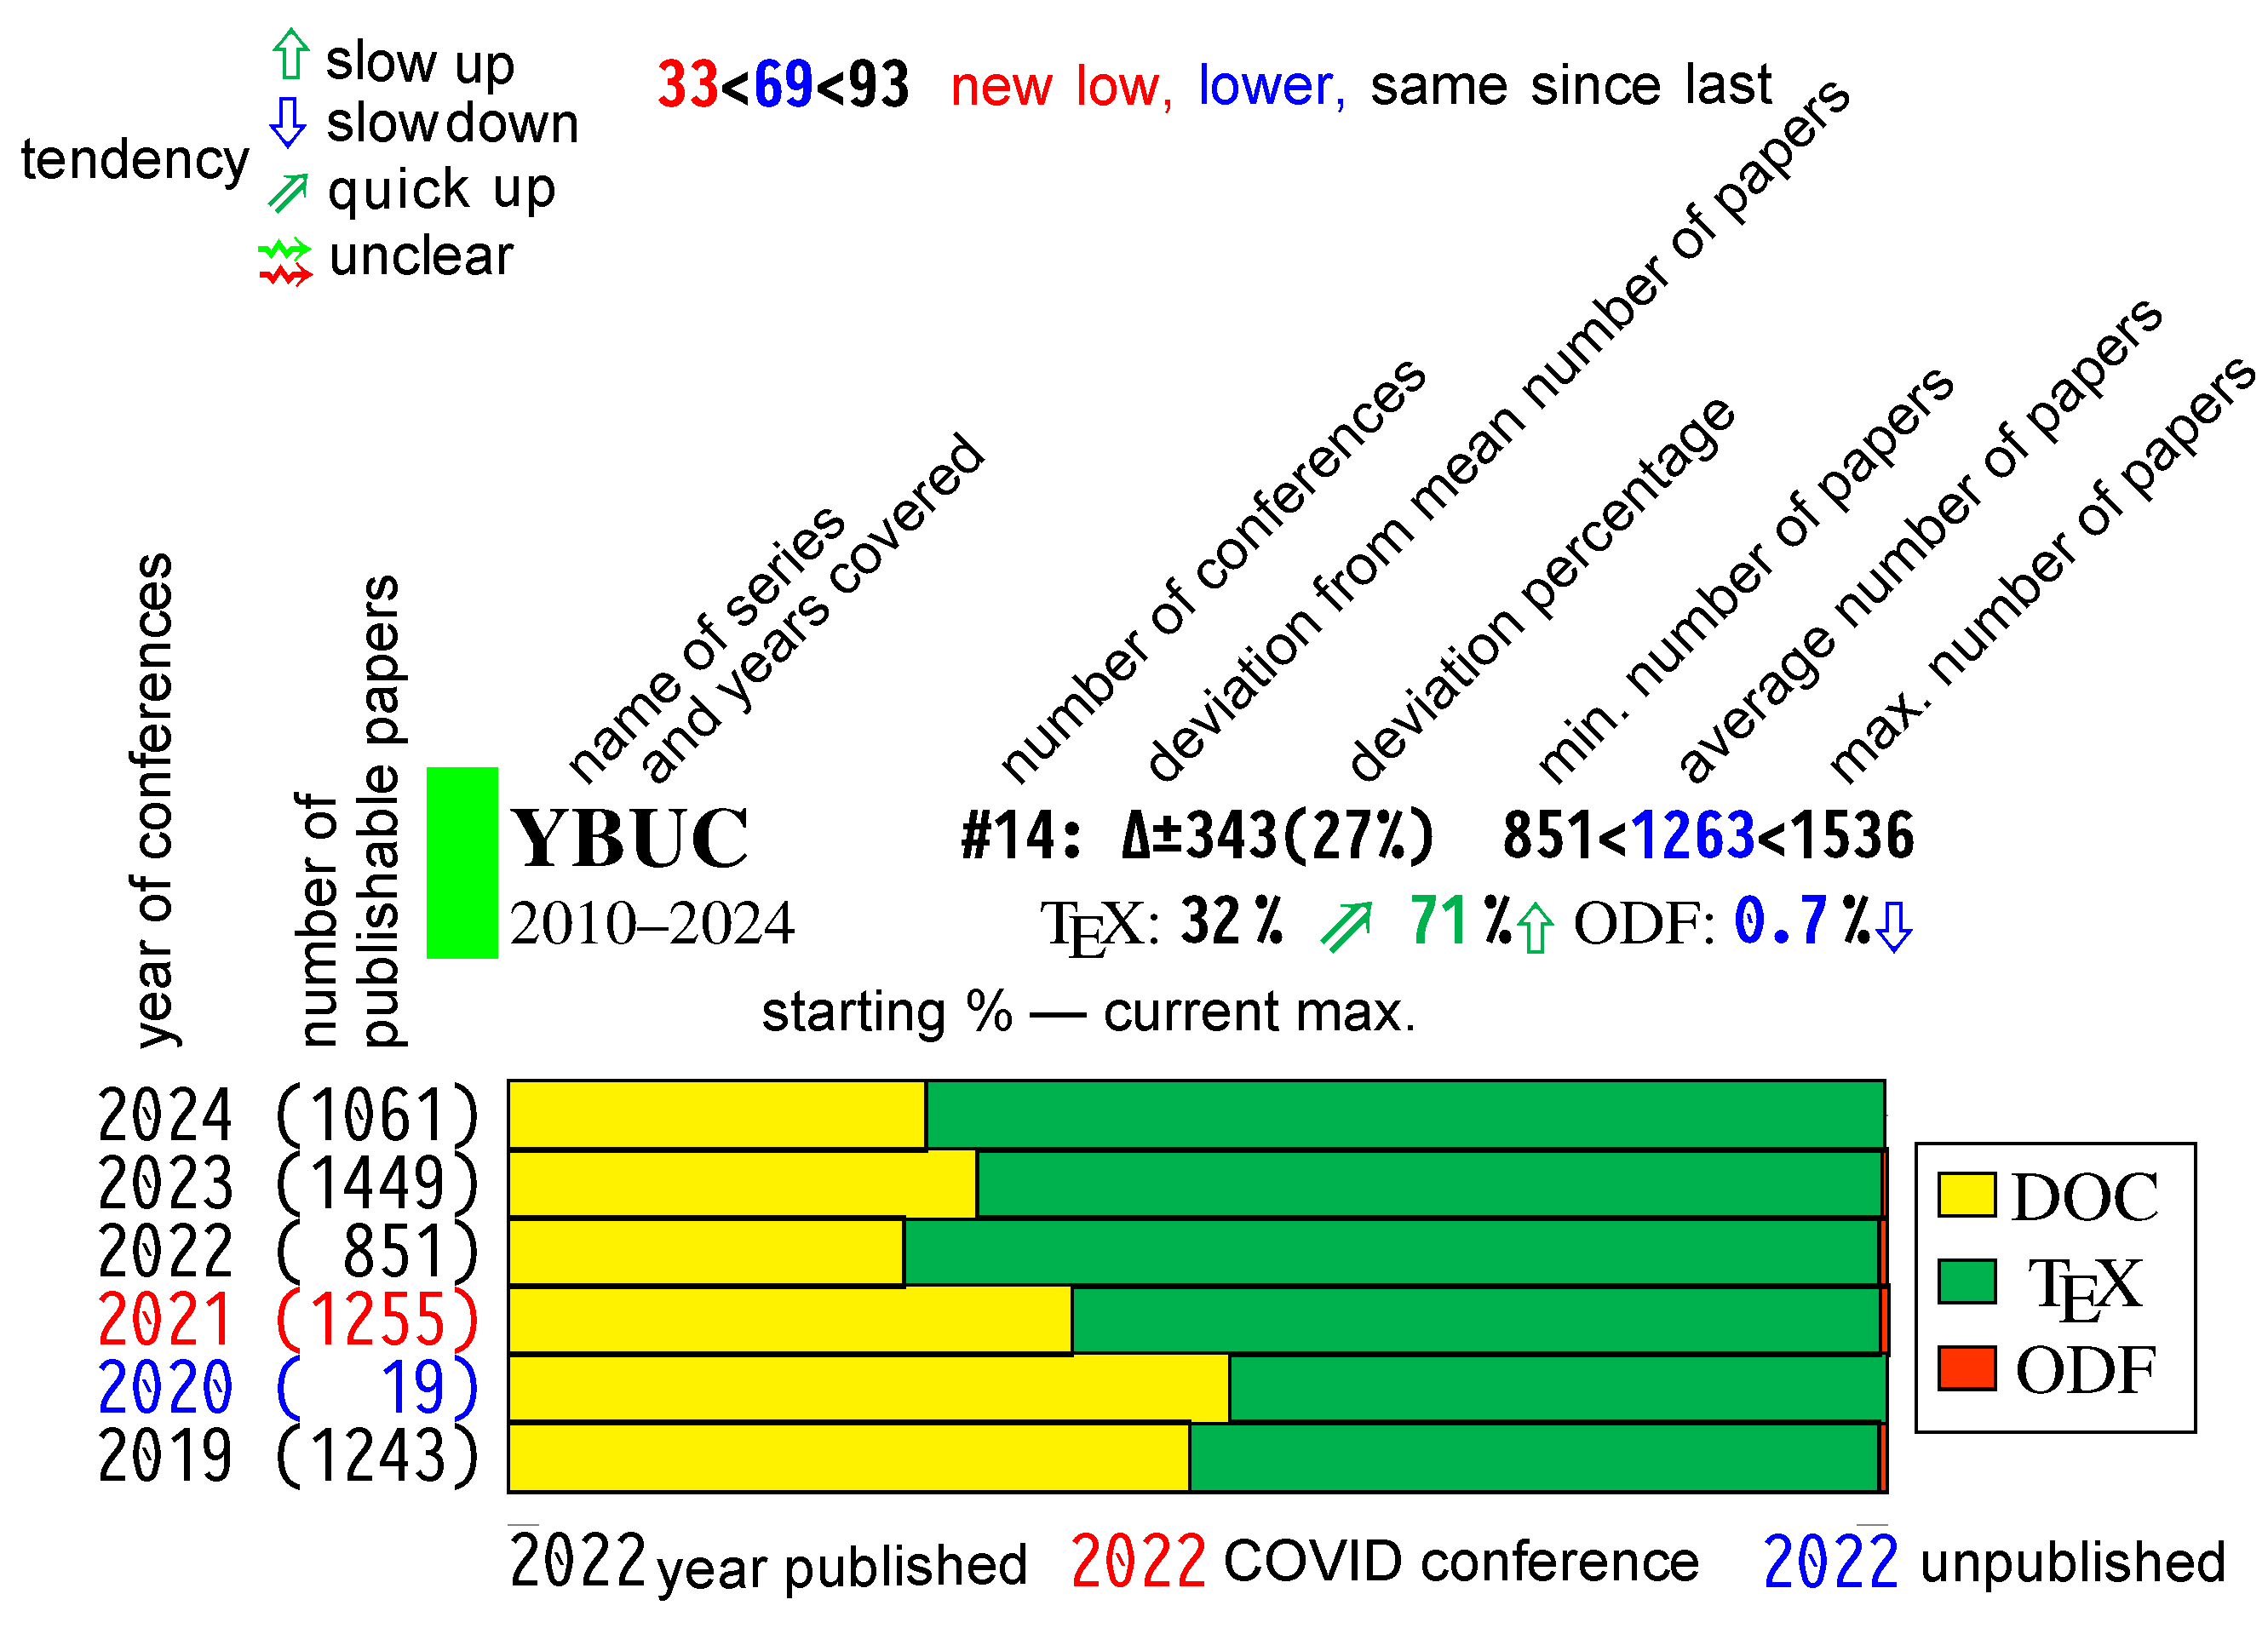 slow up
slow down
tendency
quick up
unclear
33<69<93 new low, lower, same since last
year of conferences
number of
publishable papers
name of series
and years covered
number of conferences
deviation from mean number of papers
deviation percentage
min. number of papers
average number of papers
max. number of papers
YBUC #14: Δ±343(27%) 851<1263<1536
2010–2024 TEX: 32% 71% ODF: 0.7%
starting % — current max.
2024 (1061)
2023 (1449)
2022 ( 851)
2021 (1255)
2020 ( 19)
2019 (1243)
DOC
TEX
ODF
2022 year published 2022 COVID conference 2022 unpublished